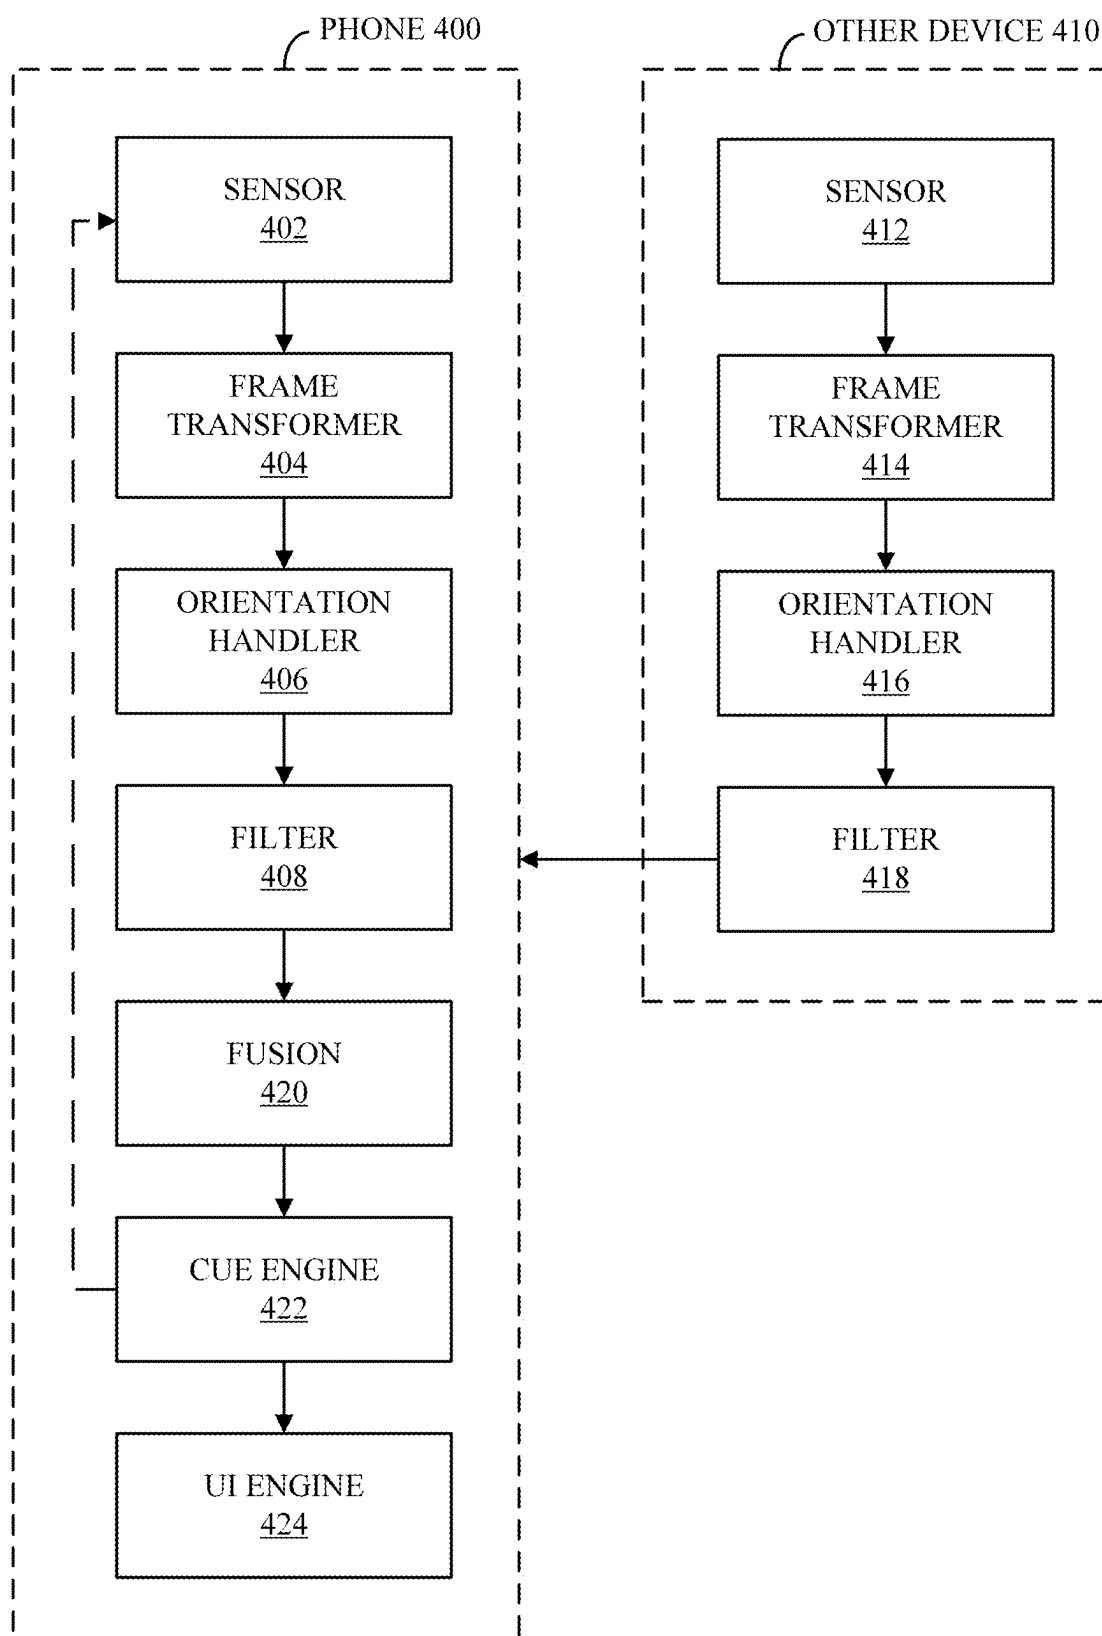 PHONE 400
SENSOR
402
FRAME
TRANSFORMER
404
ORIENTATION
HANDLER
406
FILTER
408
FUSION
420
CUE ENGINE
422
UI ENGINE
424
OTHER DEVICE 410
SENSOR
412
FRAME
TRANSFORMER
414
ORIENTATION
HANDLER
416
FILTER
418